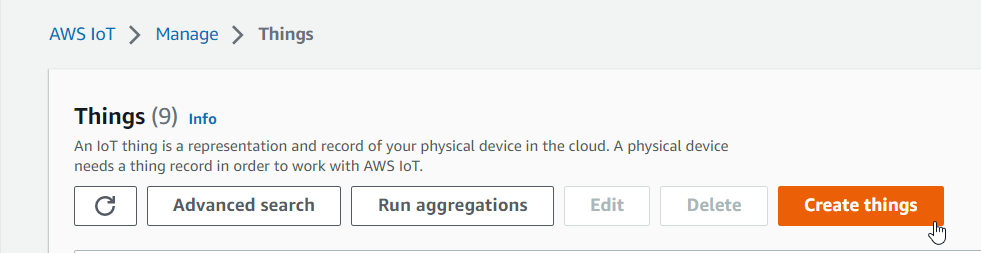 AWS IoT > Manage > Things
Things (9) Info
An IoT thing is a representation and record of your physical device in the cloud. A physical device
needs a thing record in order to work with AWS IoT.
Advanced search Run aggregations Edit Delete Create things